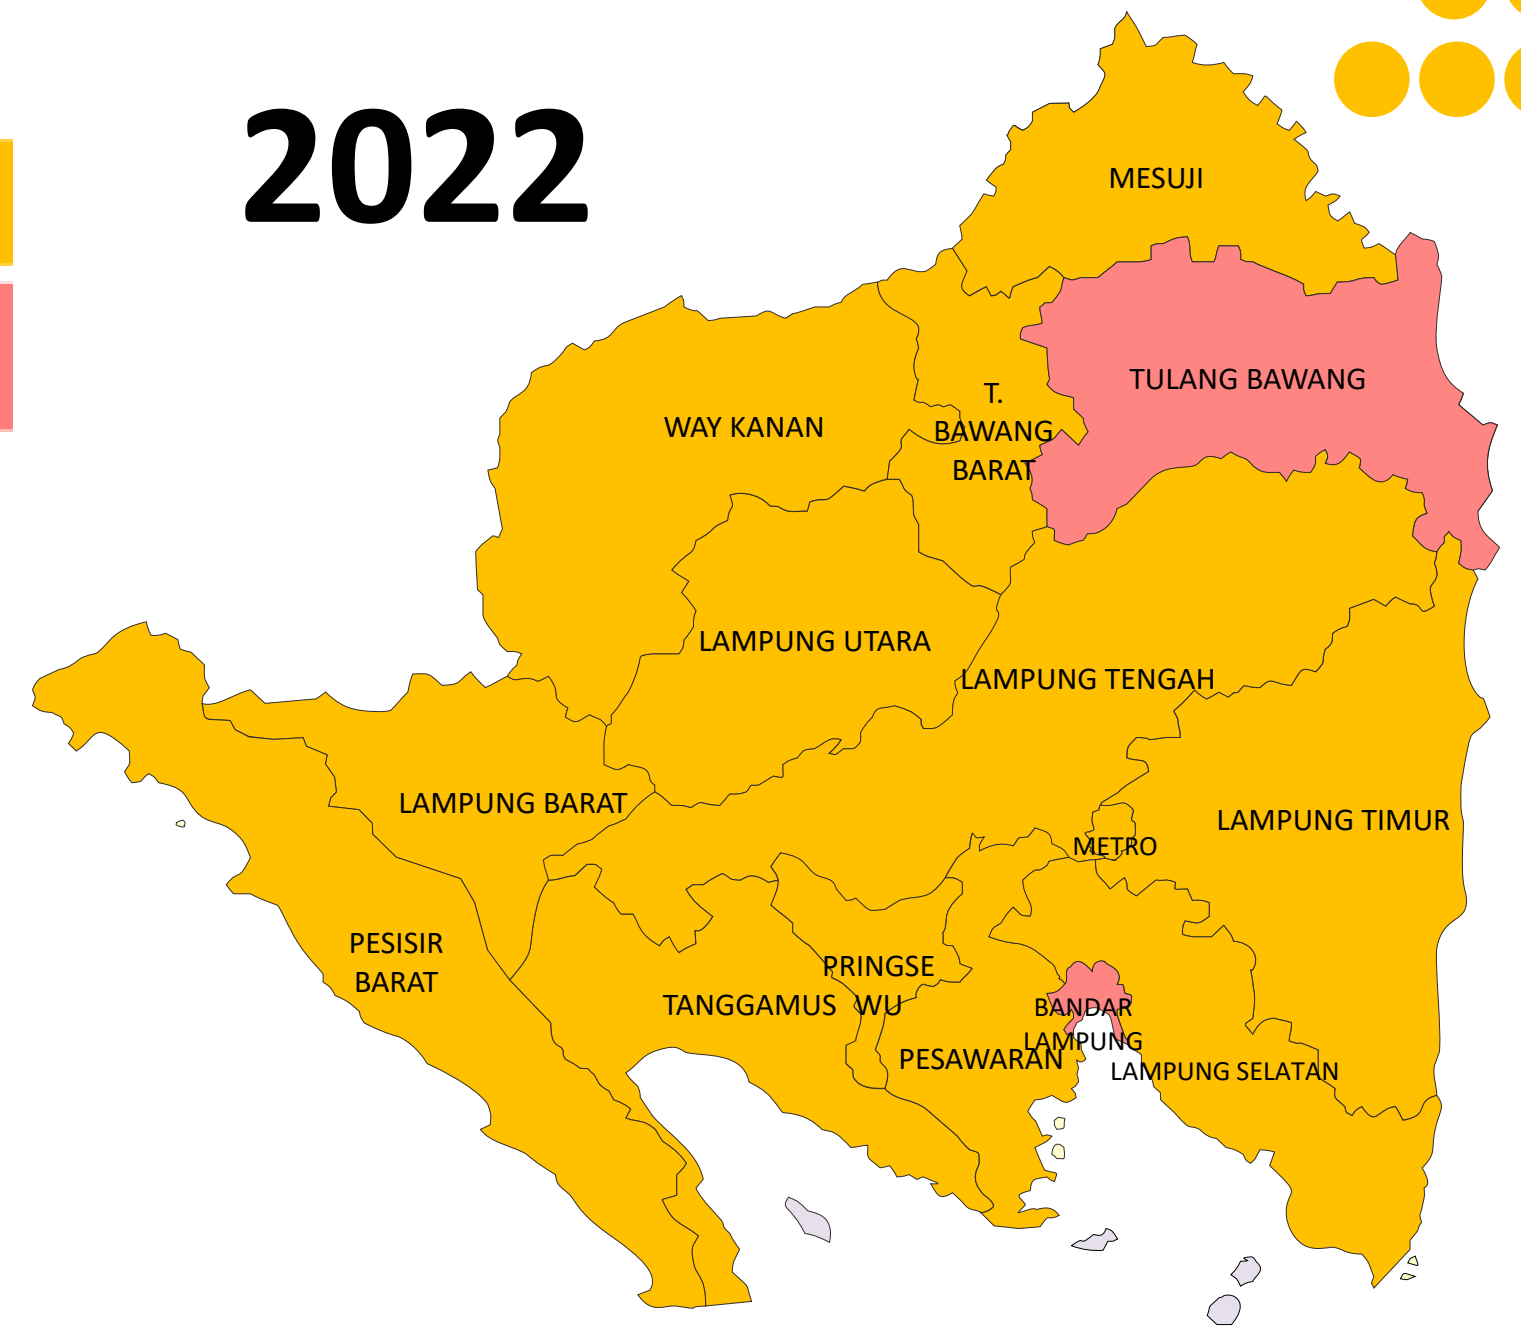 2022
MESUJI
TULANG BAWANG
T.
BAWANG
BARAT
WAY KANAN
LAMPUNG UTARA
LAMPUNG TENGAH
LAMPUNG BARAT
LAMPUNG TIMUR
METRO
PESISIR
BARAT
PRINGSE
WU
TANGGAMUS
BANDAR
LAMPUNG
PESAWARAN
LAMPUNG SELATAN